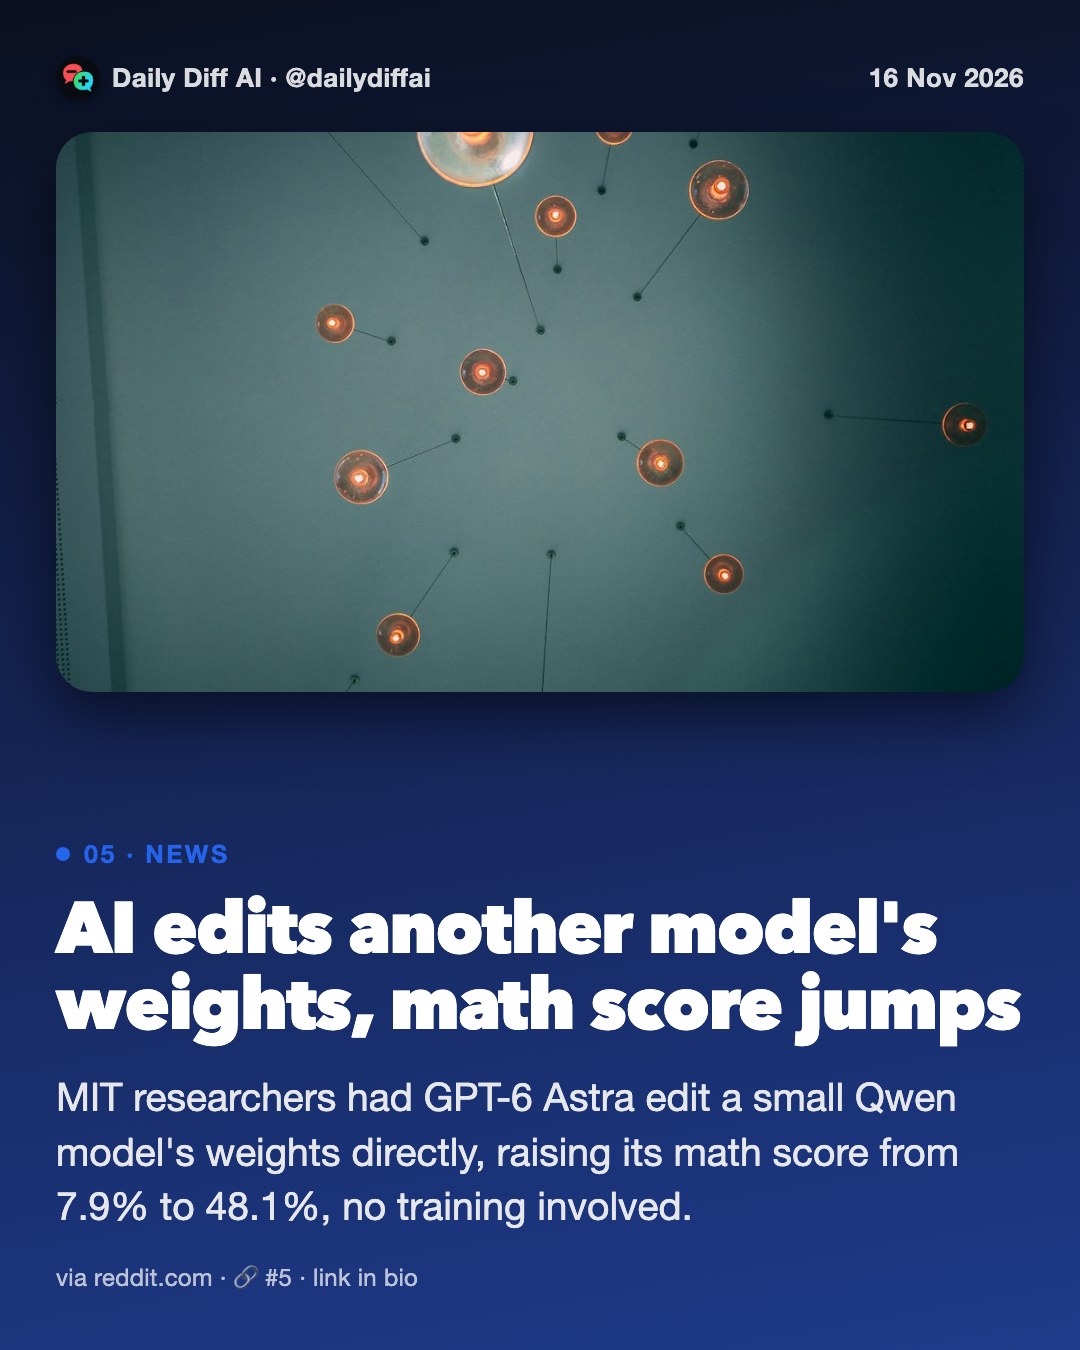 Daily Diff AI · @dailydiffai
16 Nov 2026
05 · NEWS
AI edits another model's
weights, math score jumps
MIT researchers had GPT-6 Astra edit a small Qwen
model's weights directly, raising its math score from
7.9% to 48.1%, no training involved.
via reddit.com · 🔗 #5 · link in bio